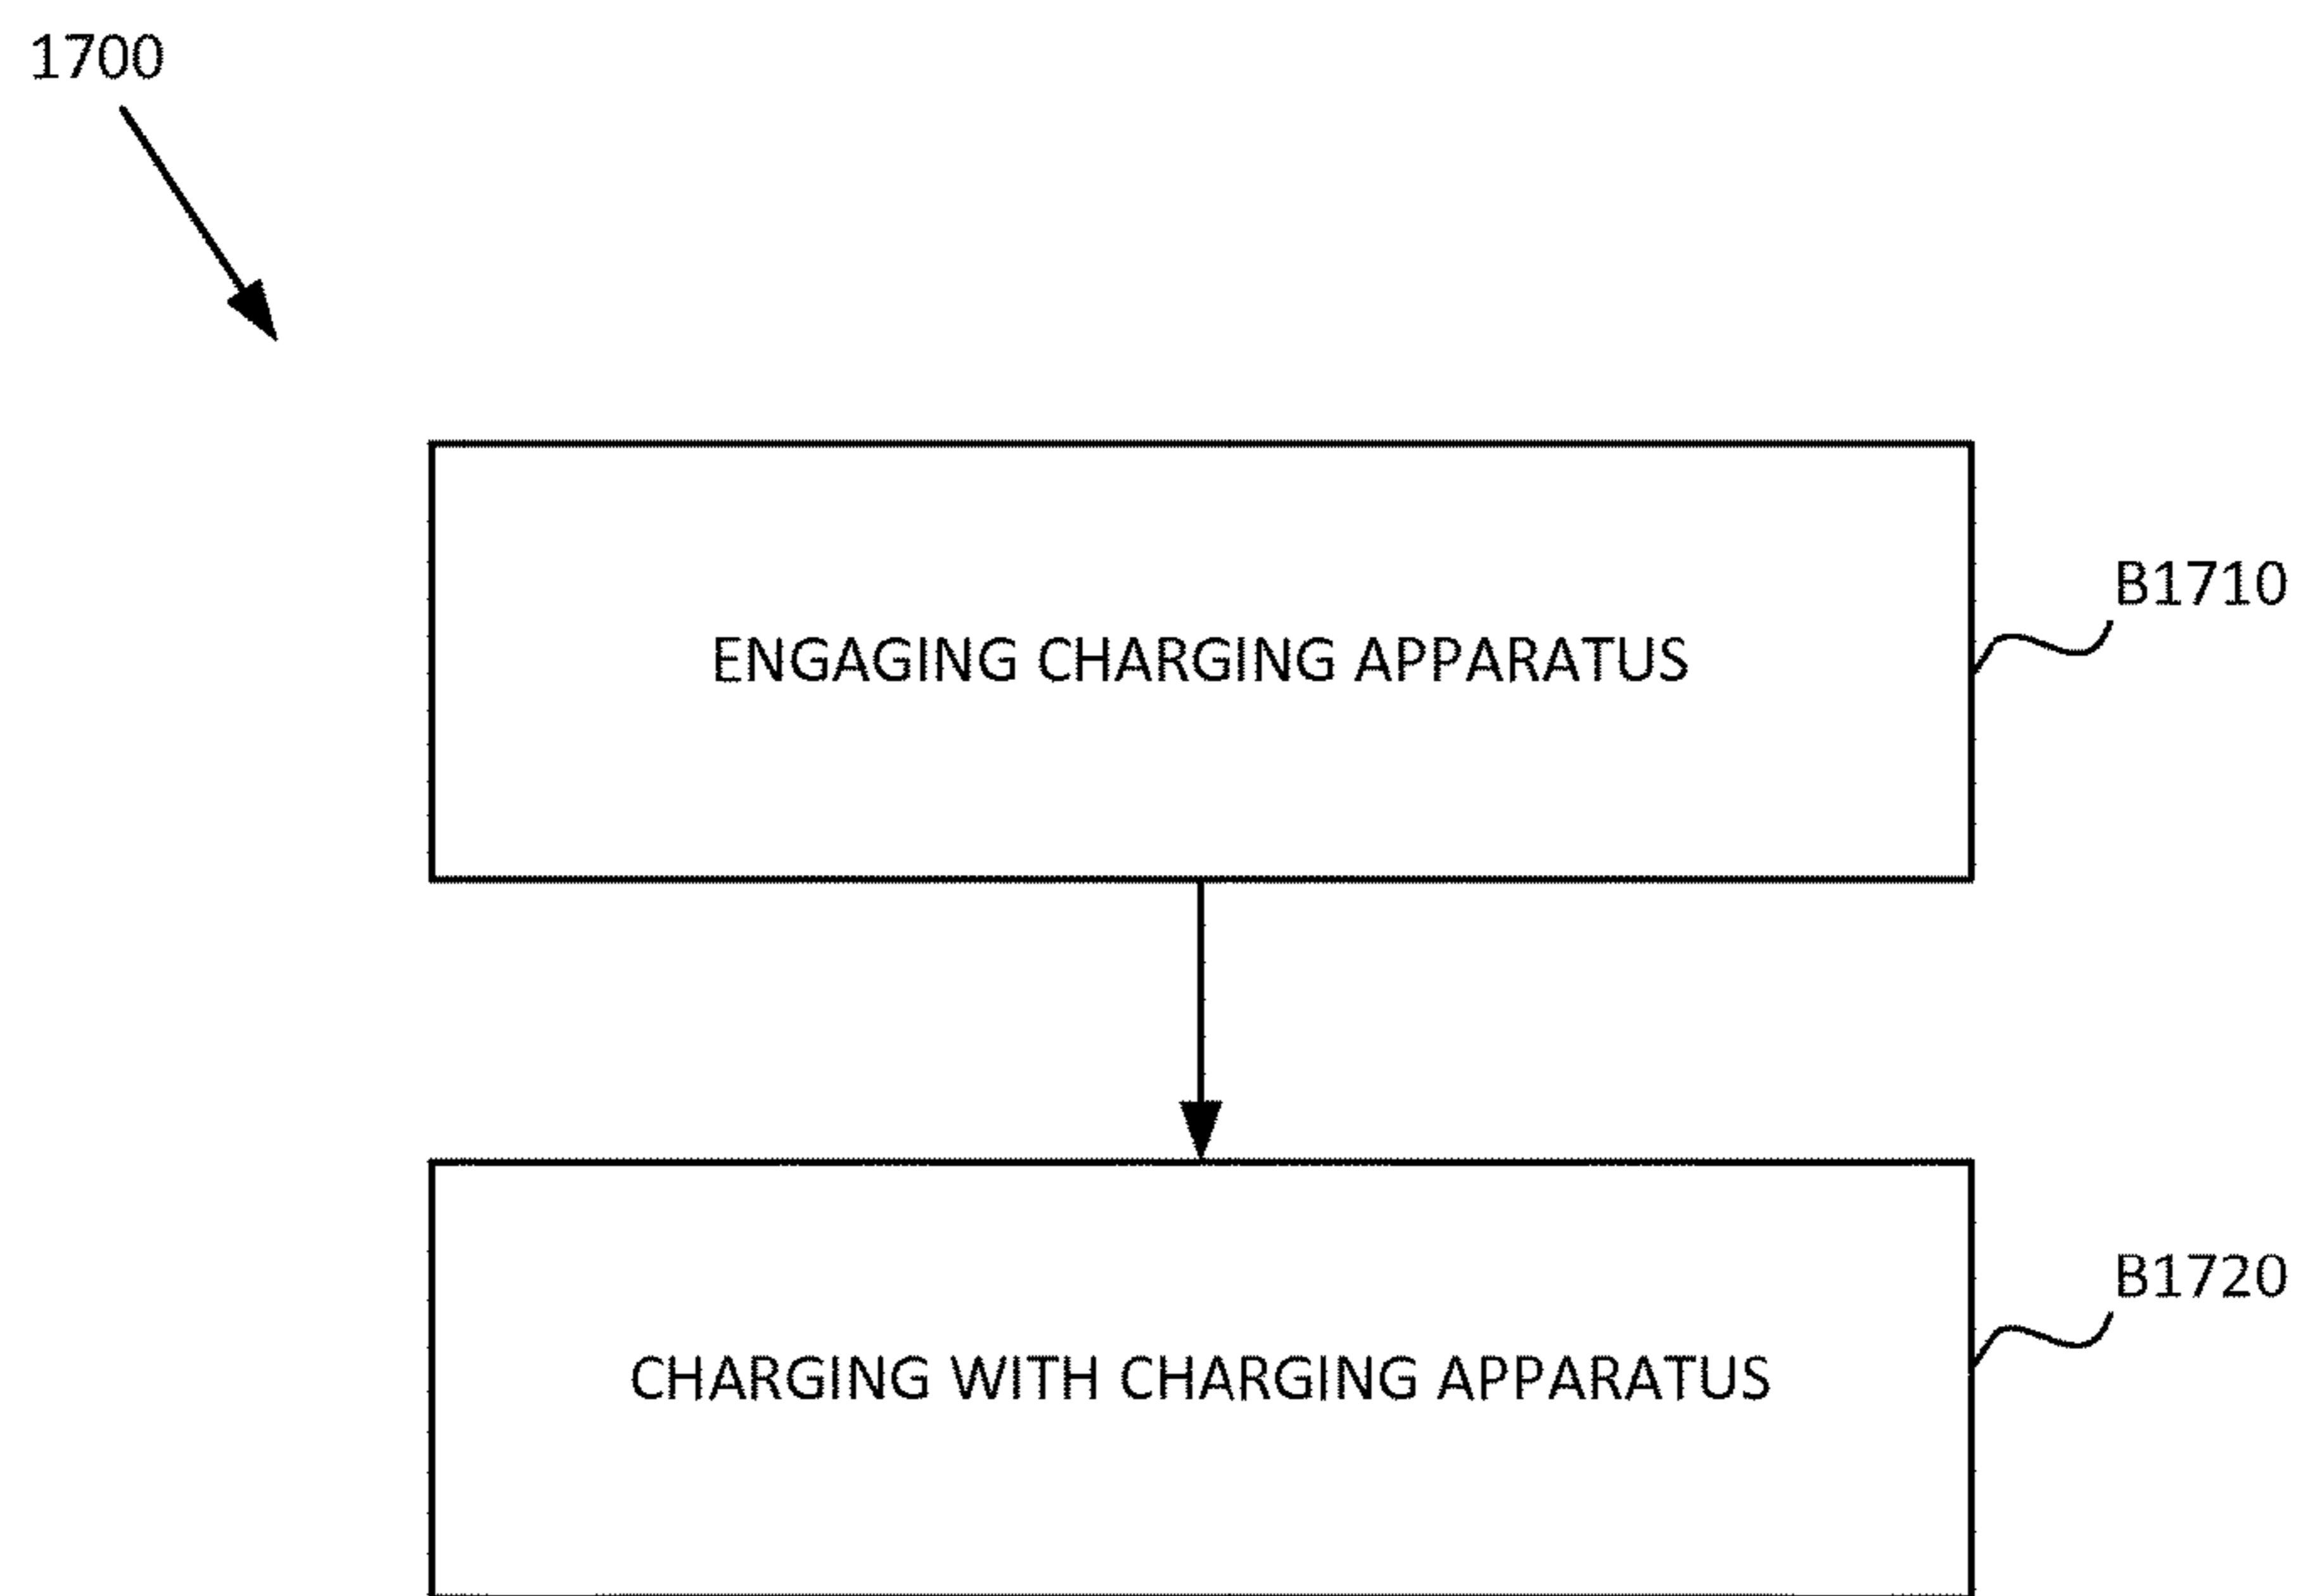 1700
B1710
ENGAGING CHARGING APPARATUS
B1720
CHARGING WITH CHARGING APPARATUS